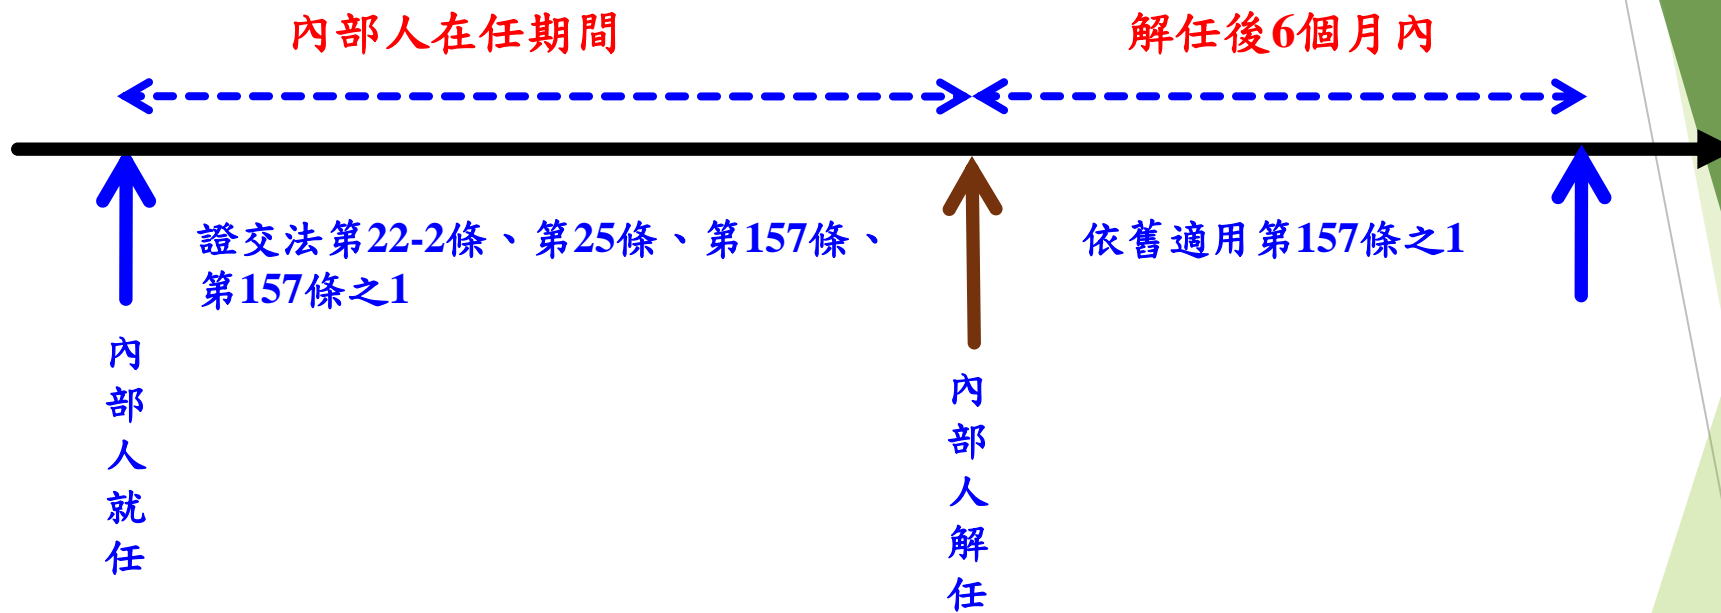 內部人在任期間
解任後6個月內
證交法第22-2條、第25條、第157條、
第157條之1
依舊適用第157條之1
內部人就任
內部人解任